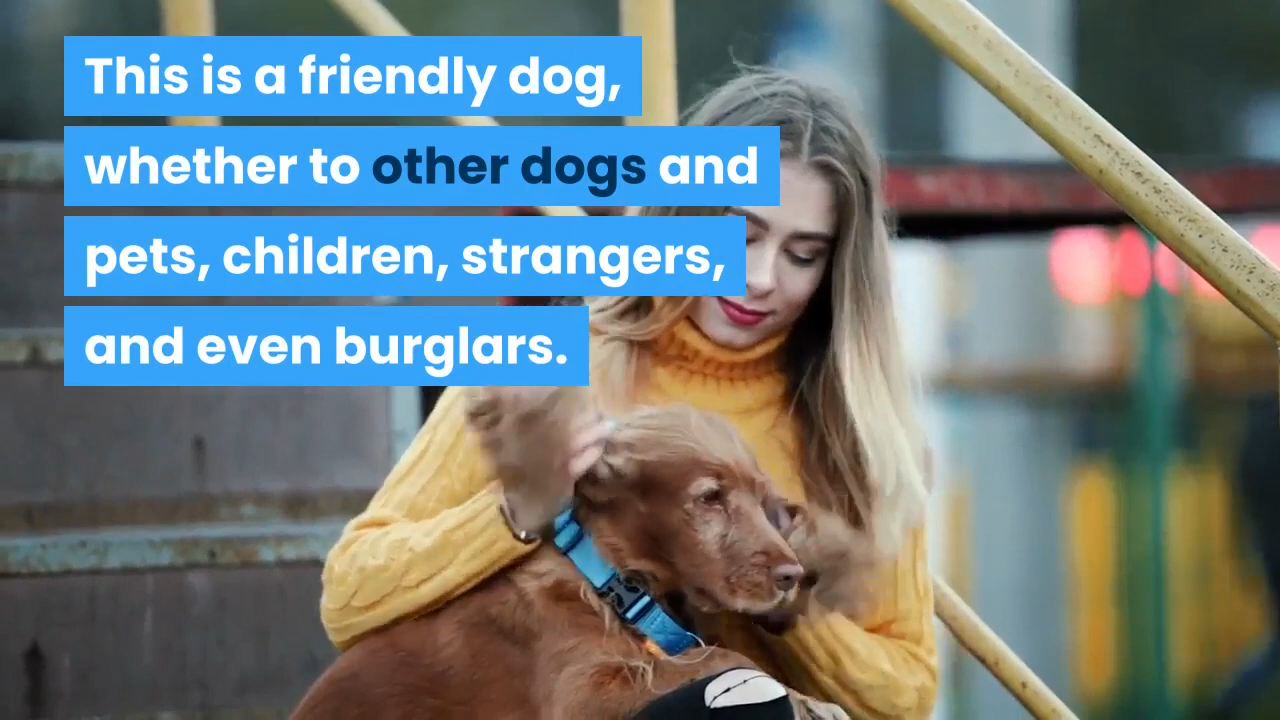 This is a friendly dog,
whether to other dogs and
pets, children, strangers,
and even burglars.